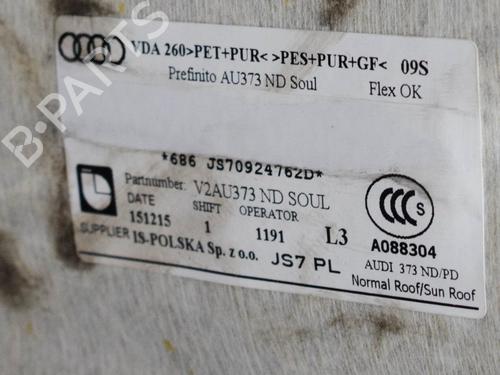 VDA 260>PET+PUR< >PES+PUR+GF< 09S
Prefinito AU373 ND Soul Flex OK
*686 JS70924762D*
Partnumber: V2AU373 ND SOUL
DATE SHIFT OPERATOR
151215 1 1191 L3
SUPPLIER IS-POLSKA Sp. z o.o. JS7 PL
CCC S
A088304
AUDI 373 ND/PD
Normal Roof/Sun Roof
B-PARTS